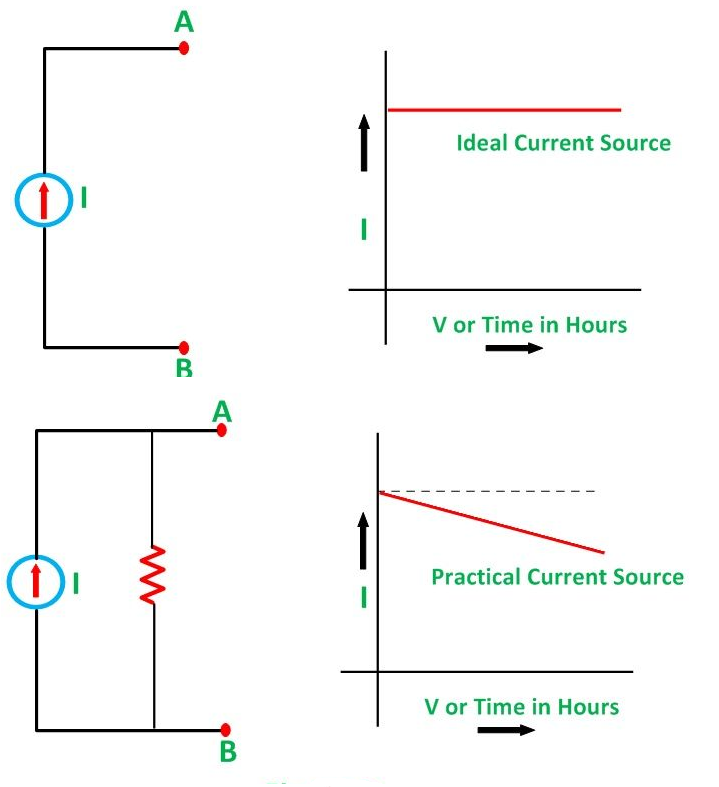 A
I
B
I
Ideal Current Source
V or Time in Hours
A
I
B
I
Practical Current Source
V or Time in Hours